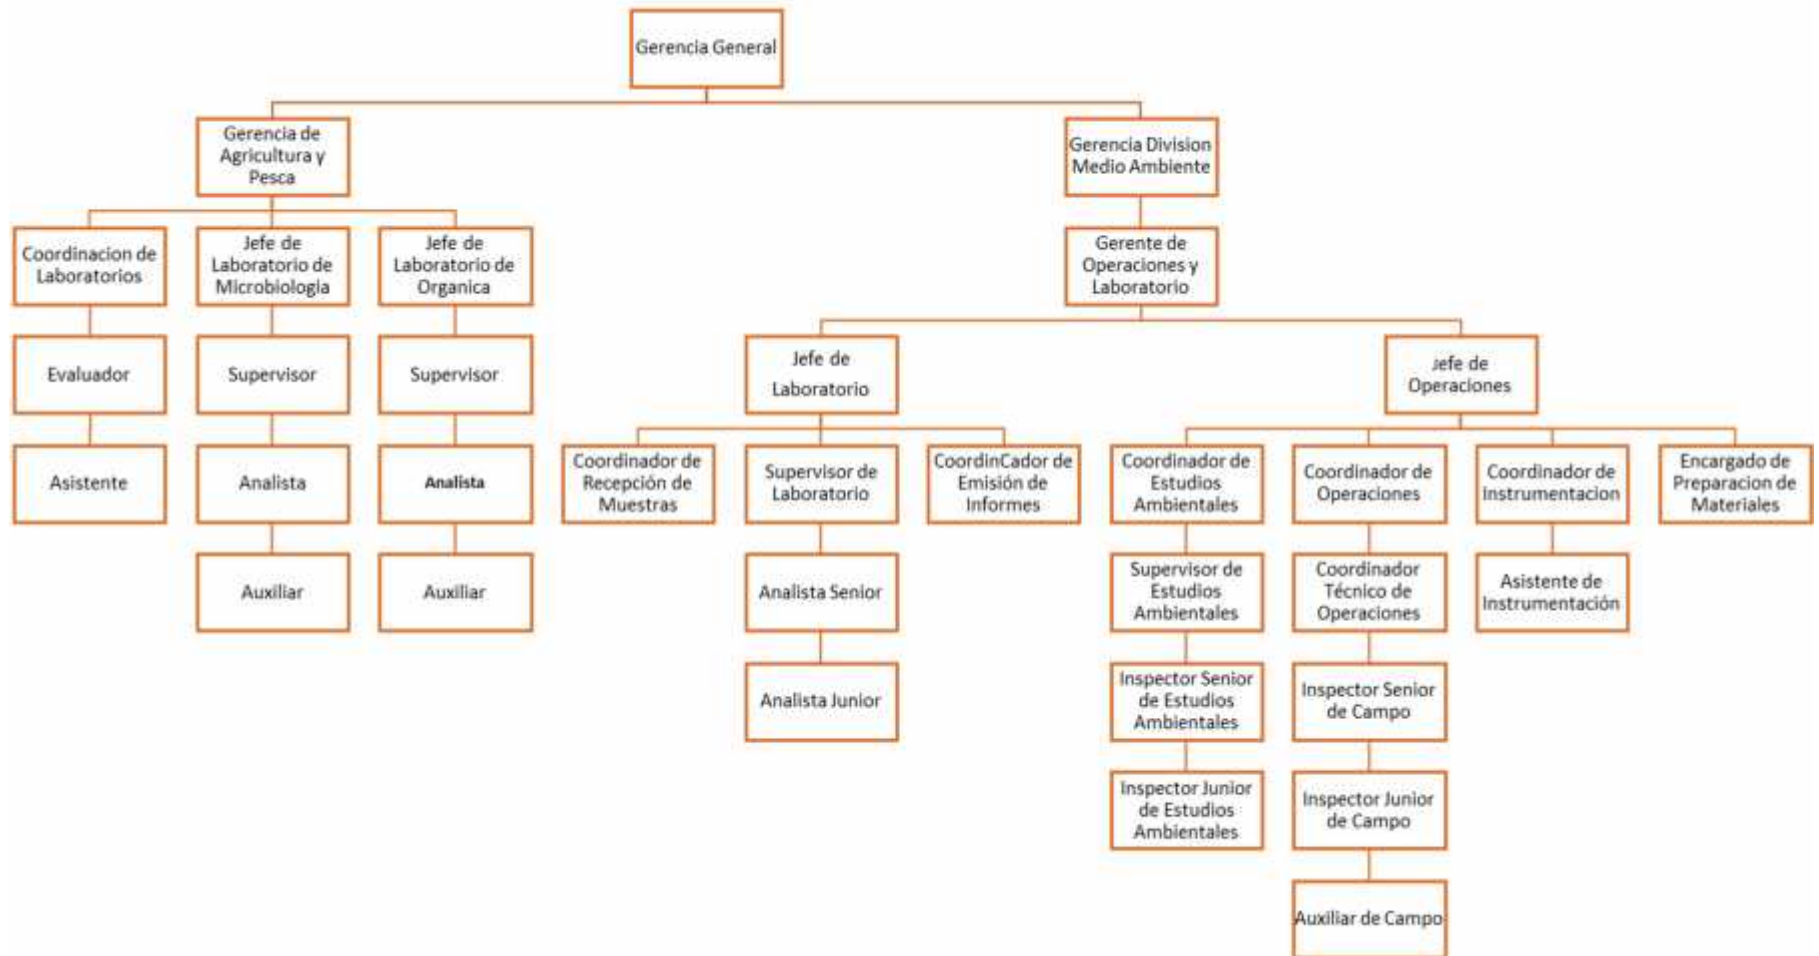 Gerencia General
Gerencia de
Agricultura y
Pesca
Gerencia Division
Medio Ambiente
Coordinacion de
Laboratorios
Jefe de
Laboratorio de
Microbiologia
Jefe de
Laboratorio de
Organica
Gerente de
Operaciones y
Laboratorio
Evaluador
Supervisor
Supervisor
Jefe de
Laboratorio
Jefe de
Operaciones
Asistente
Analista
Analista
Coordinador de
Recepción de
Muestras
Supervisor de
Laboratorio
CoordinCador de
Emisión de
Informes
Coordinador de
Estudios
Ambientales
Coordinador de
Operaciones
Coordinador de
Instrumentacion
Encargado de
Preparacion de
Materiales
Auxiliar
Auxiliar
Analista Senior
Supervisor de
Estudios
Ambientales
Coordinador
Técnico de
Operaciones
Asistente de
Instrumentación
Analista Junior
Inspector Senior
de Estudios
Ambientales
Inspector Senior
de Campo
Inspector Junior
de Estudios
Ambientales
Inspector Junior
de Campo
Auxiliar de Campo